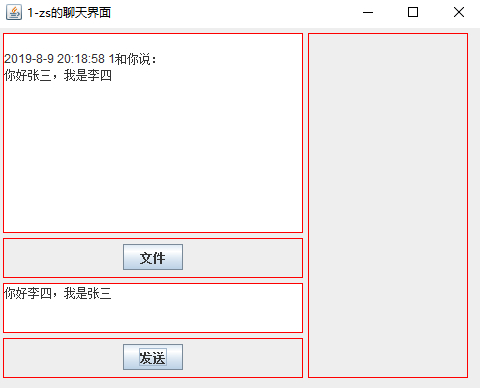 1-zs的聊天界面
2019-8-9 20:18:58 1和你说：
你好张三，我是李四
文件
你好李四，我是张三
发送